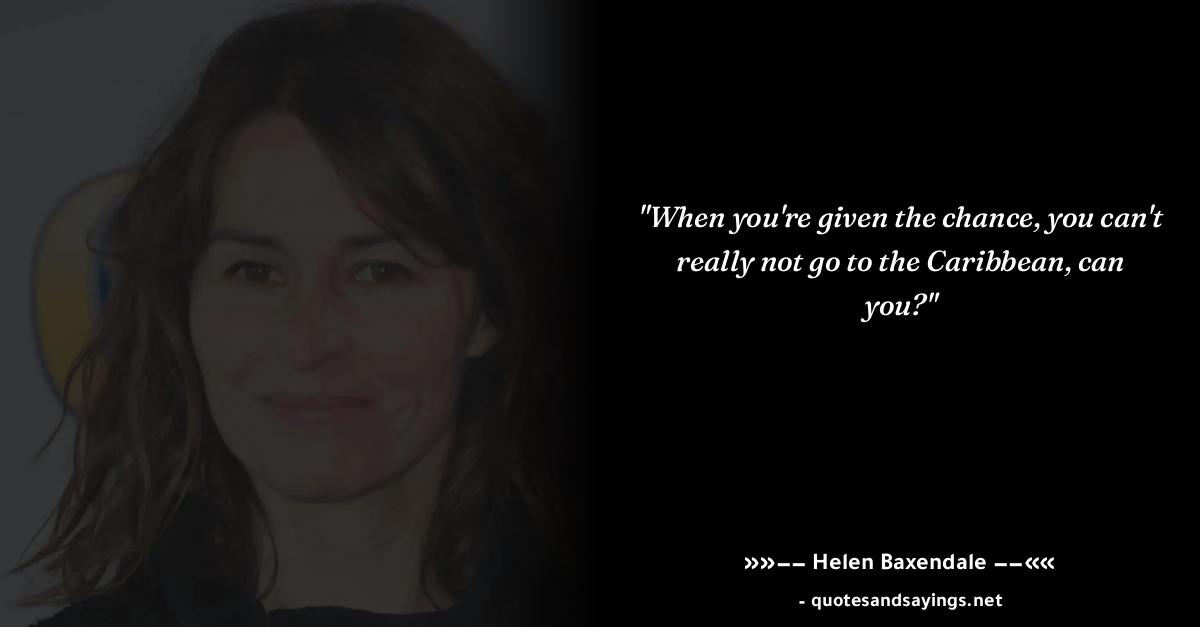 "When you're given the chance, you can't
really not go to the Caribbean, can
you?"
»»-- Helen Baxendale --««
- quotesandsayings.net